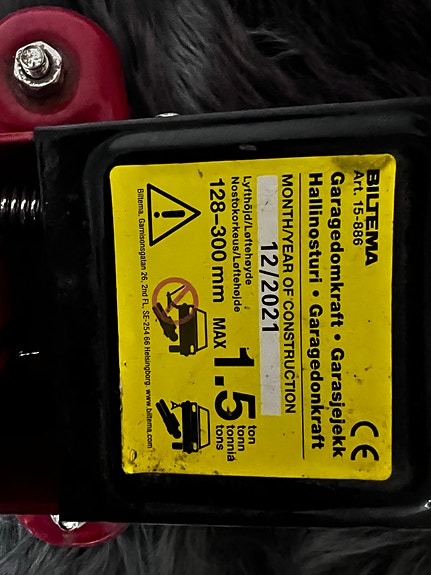 BILTEMA
Art. 15-886
CE
Garagedomkraft • Garasjejekk
Hallinosturi • Garagedonkraft
MONTH/YEAR OF CONSTRUCTION
12/2021
Lyfthöjd/Løftehøyde
Nostokorkeus/Løftehøjde
128–300 mm
MAX 1.5
ton
tonn
tonnia
tons
Biltema, Garnisonsgatan 26, 2nd FL, SE-254 66 Helsingborg www.biltema.com